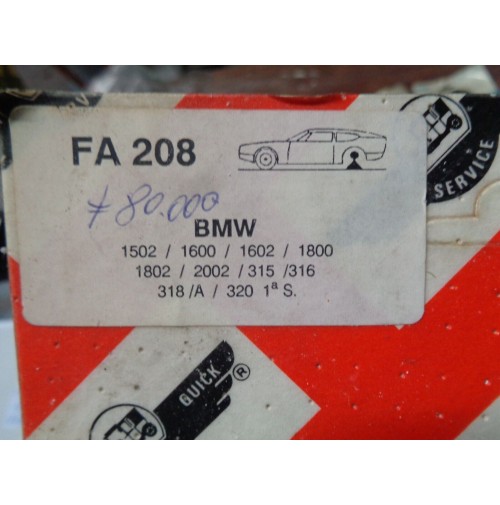 FA 208
80.000
BMW
1502 / 1600 / 1602 / 1800
1802 / 2002 / 315 /316
318 /A / 320 1ª S.
SERVICE
QUICK ®